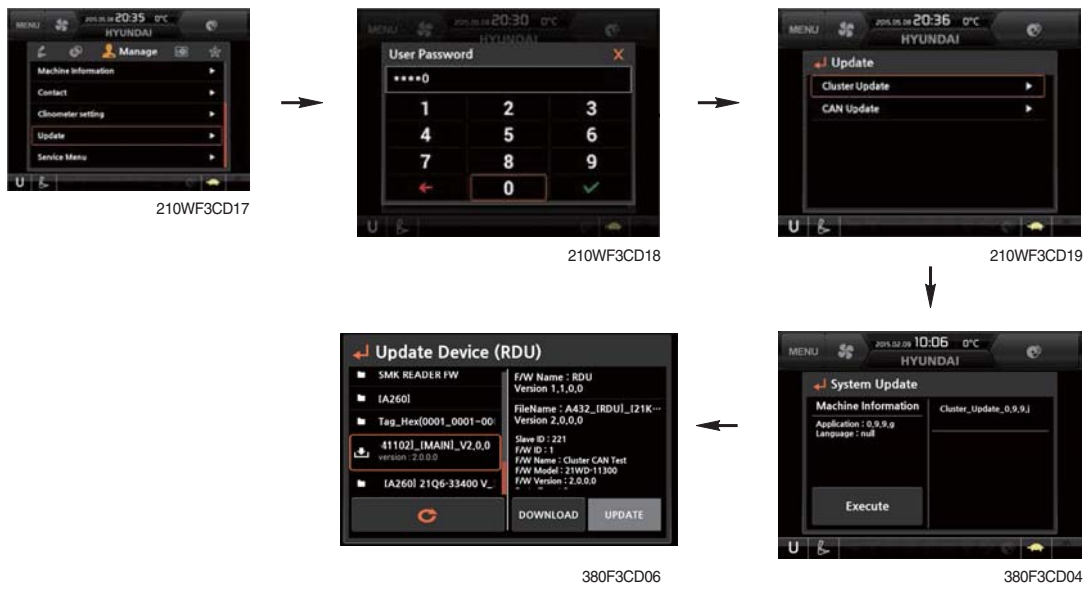 MENU
20:35 0°C
HYUNDAI
Manage
Machine Information
Contact
Clinometer setting
Update
Service Menu
U
210WF3CD17
MENU
20:30 0°C
HYUNDAI
User Password X
****0
1 2 3
4 5 6
7 8 9
0
U
210WF3CD18
MENU
20:36 0°C
HYUNDAI
Update
Cluster Update
CAN Update
U
210WF3CD19
Update Device (RDU)
SMK READER FW
[A260]
Tag_Hex(0001_0001-00
41102]_[MAIN]_V2,0,0
version : 2.0.0.0
[A260] 21Q6-33400 V_
F/W Name : RDU
Version 1,1,0,0
FileName : A432_[RDU]_[21K...
Version 2,0,0,0
Slave ID : 221
F/W ID : 1
F/W Name : Cluster CAN Test
F/W Model : 21WD-11300
F/W Version : 2,0,0,0
DOWNLOAD UPDATE
380F3CD06
MENU
2015.02.09 10:06 0°C
HYUNDAI
System Update
Machine Information
Application : 0,9,9,g
Language : null
Cluster_Update_0,9,9,j
Execute
U
380F3CD04